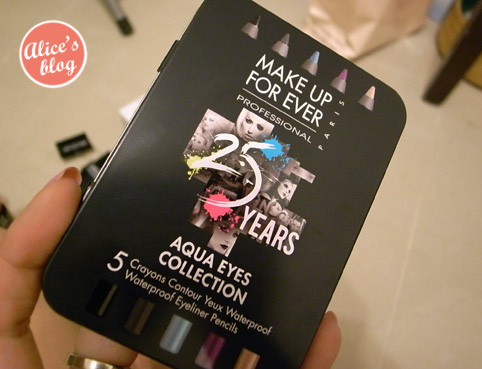 Alice's
blog
MAKE UP
FOR EVER
PROFESSIONAL
PARIS
25
YEARS
AQUA EYES
COLLECTION
5 Crayons Contour Yeux Waterproof
Waterproof Eyeliner Pencils